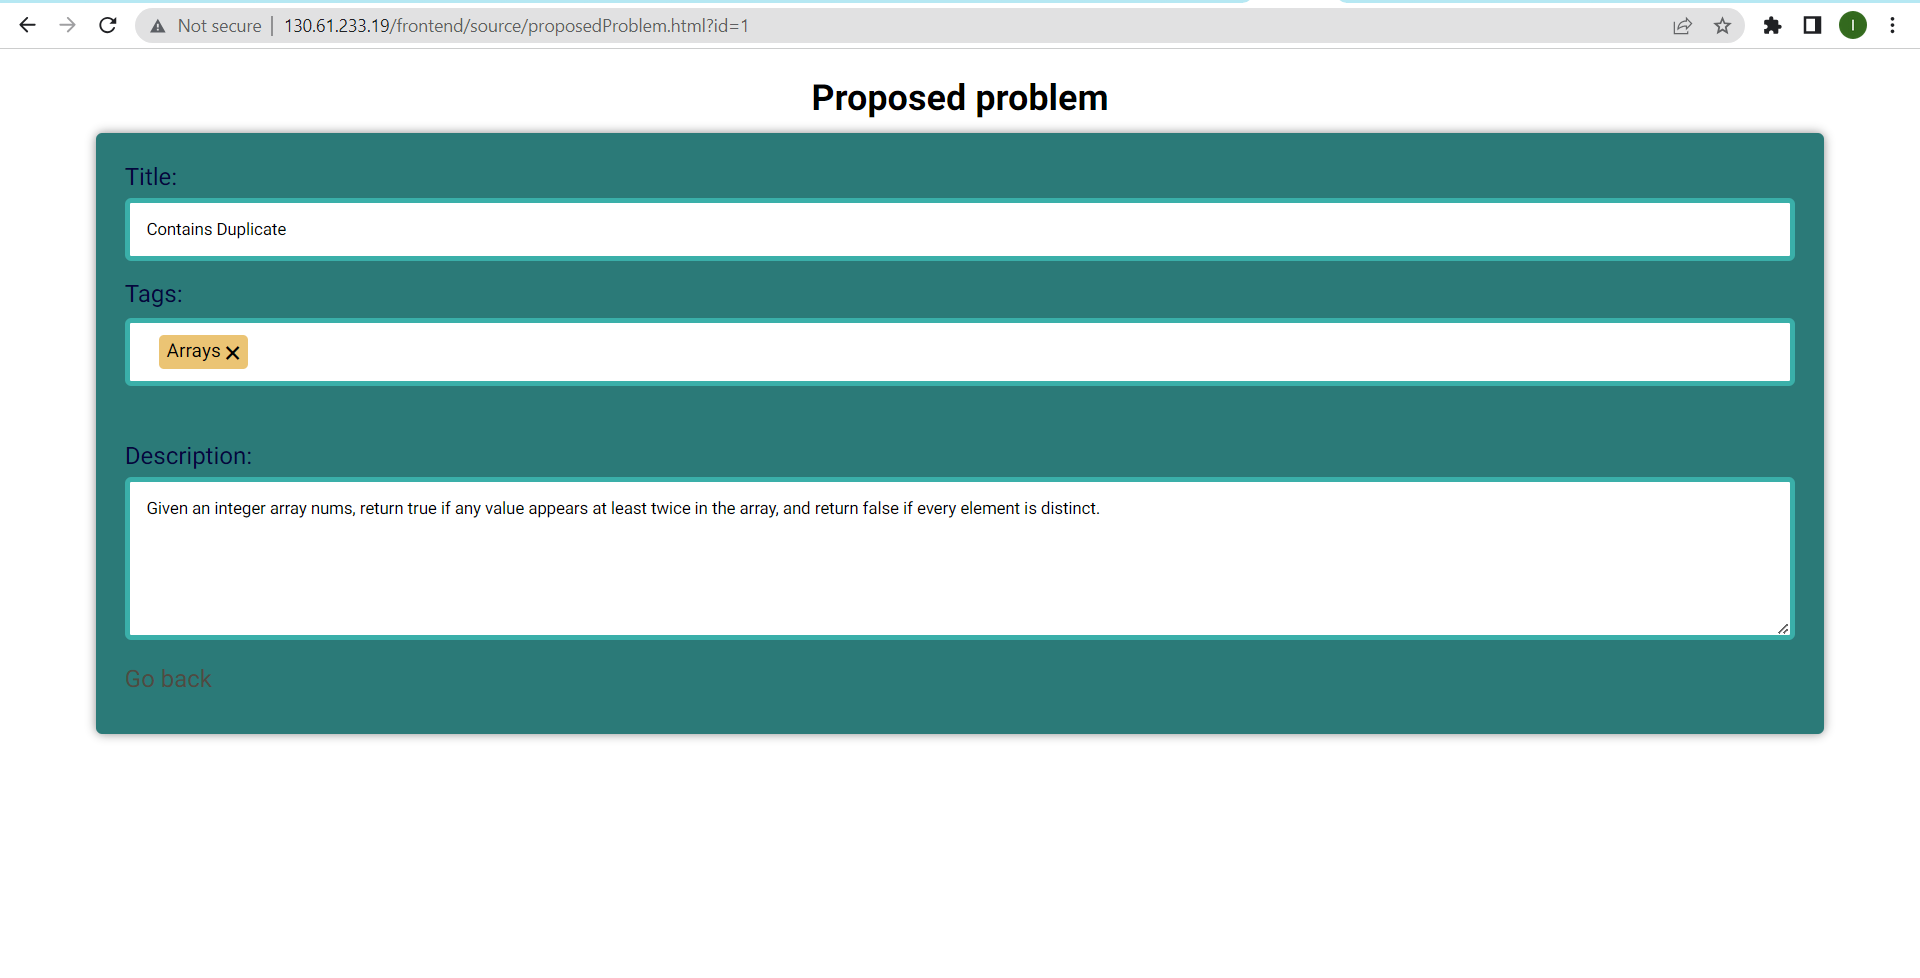 Not secure | 130.61.233.19/frontend/source/proposedProblem.html?id=1
I
Proposed problem
Title:
Contains Duplicate
Tags:
Arrays ×
Description:
Given an integer array nums, return true if any value appears at least twice in the array, and return false if every element is distinct.
Go back